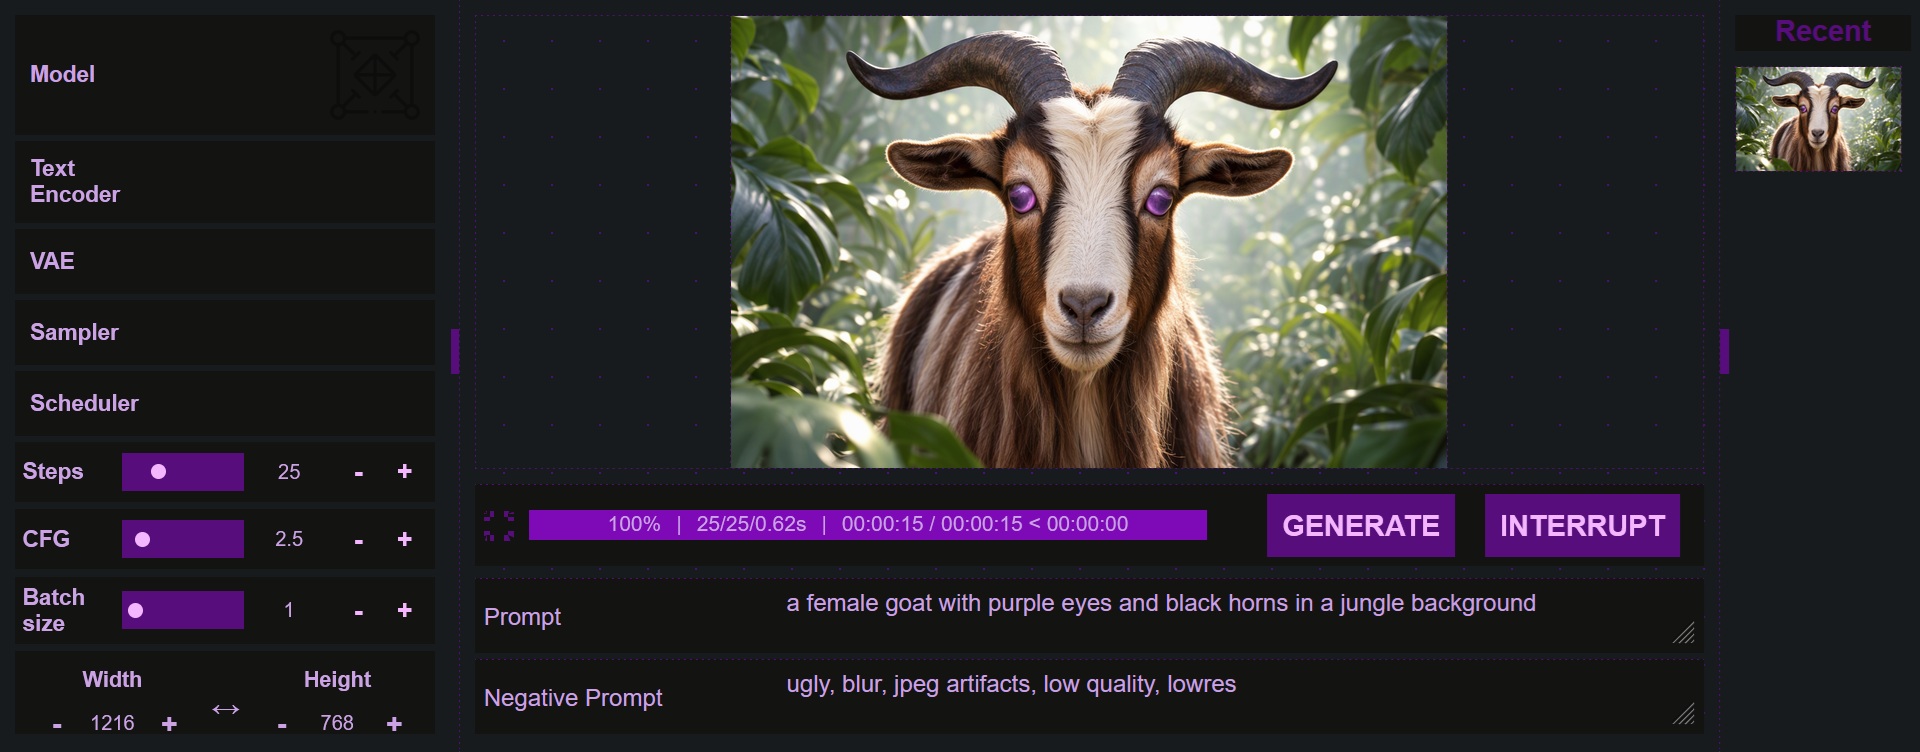 Model
Text
Encoder
VAE
Sampler
Scheduler
Steps 25 - +
CFG 2.5 - +
Batch
size 1 - +
Width Height
- 1216 + ↔ - 768 +
100% | 25/25/0.62s | 00:00:15 / 00:00:15 < 00:00:00
GENERATE INTERRUPT
Prompt a female goat with purple eyes and black horns in a jungle background
Negative Prompt ugly, blur, jpeg artifacts, low quality, lowres
Recent